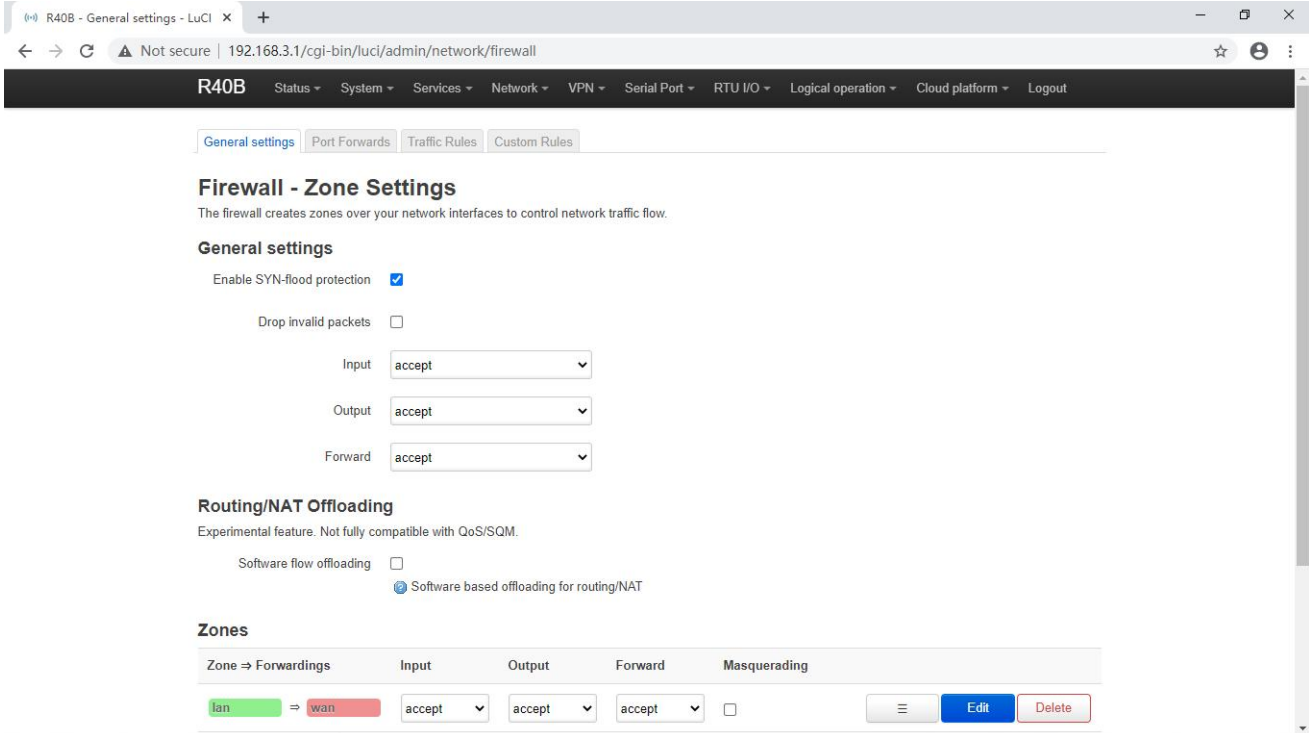 R40B - General settings - LuCI
Not secure | 192.168.3.1/cgi-bin/luci/admin/network/firewall
R40B Status System Services Network VPN Serial Port RTU I/O Logical operation Cloud platform Logout
General settings Port Forwards Traffic Rules Custom Rules
Firewall - Zone Settings
The firewall creates zones over your network interfaces to control network traffic flow.
General settings
Enable SYN-flood protection
Drop invalid packets
Input accept
Output accept
Forward accept
Routing/NAT Offloading
Experimental feature. Not fully compatible with QoS/SQM.
Software flow offloading
Software based offloading for routing/NAT
Zones
Zone ⇒ Forwardings Input Output Forward Masquerading
lan ⇒ wan accept accept accept Edit Delete